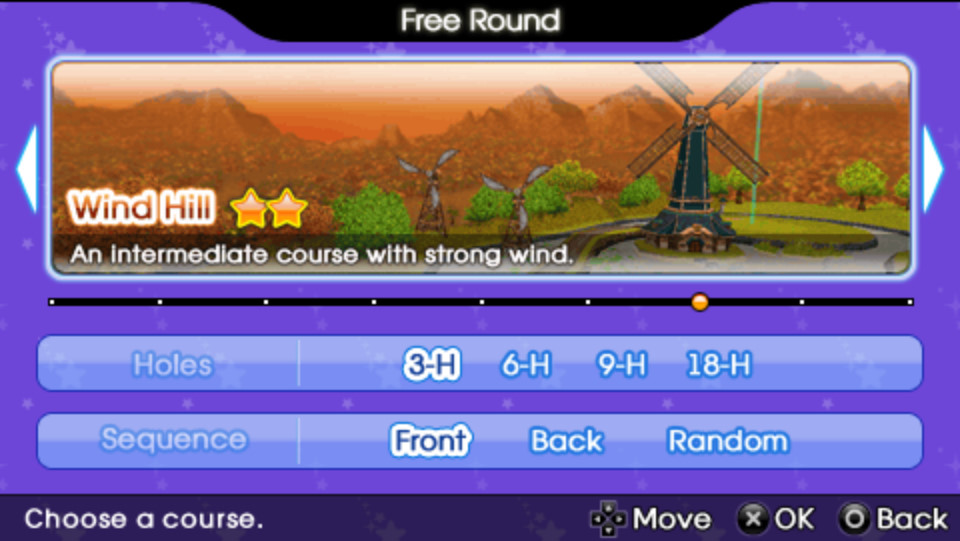 Free Round
Wind Hill
An intermediate course with strong wind.
Holes 3-H 6-H 9-H 18-H
Sequence Front Back Random
Choose a course. Move OK Back